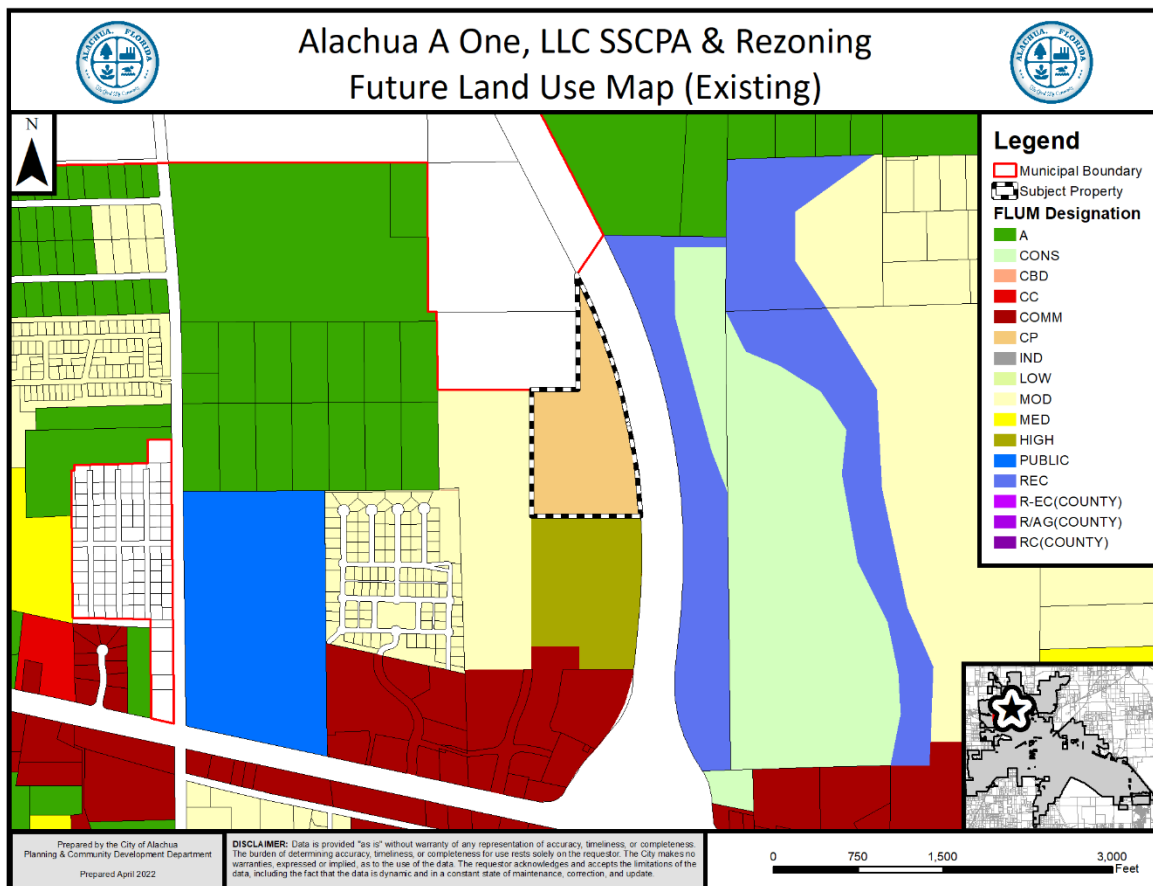 Alachua A One, LLC SSCPA & Rezoning
Future Land Use Map (Existing)
ALACHUA, FLORIDA
ALACHUA, FLORIDA
N
Legend
Municipal Boundary
Subject Property
FLUM Designation
A
CONS
CBD
CC
COMM
CP
IND
LOW
MOD
MED
HIGH
PUBLIC
REC
R-EC(COUNTY)
R/AG(COUNTY)
RC(COUNTY)
Prepared by the City of Alachua
Planning & Community Development Department
Prepared April 2022
DISCLAIMER: Data is provided "as is" without warranty of any representation of accuracy, timeliness, or completeness.
The burden of determining accuracy, timeliness, or completeness for use rests solely on the requestor. The City makes no
warranties, expressed or implied, as to the use of the data. The requestor acknowledges and accepts the limitations of the
data, including the fact that the data is dynamic and in a constant state of maintenance, correction, and update.
0 750 1,500 3,000
Feet